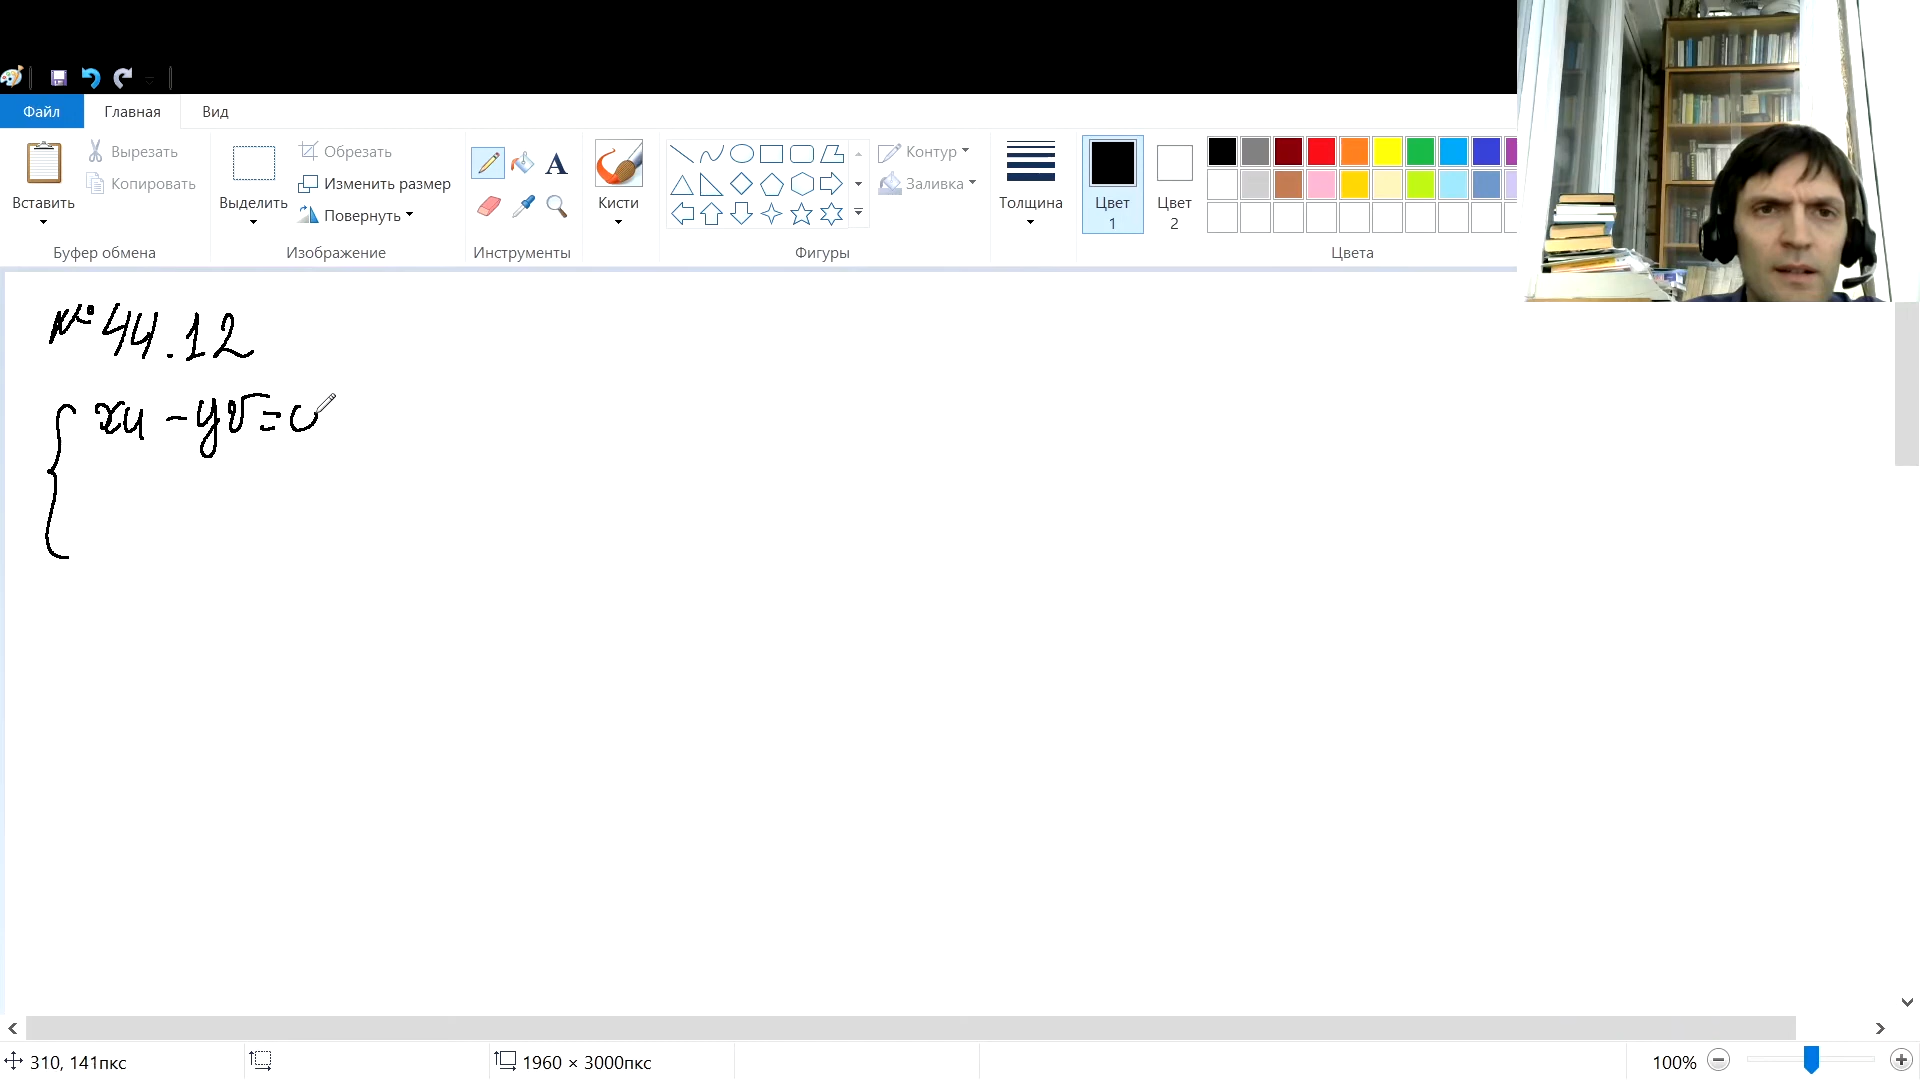 Файл Главная Вид
Вставить
Вырезать
Копировать
Буфер обмена
Выделить
Обрезать
Изменить размер
Повернуть
Изображение
A
Инструменты
Кисти
Фигуры
Контур
Заливка
Толщина
Цвет
1
Цвет
2
Цвета
№ 44.12
xu - yv = 0
310, 141пкс
1960 × 3000пкс
100%